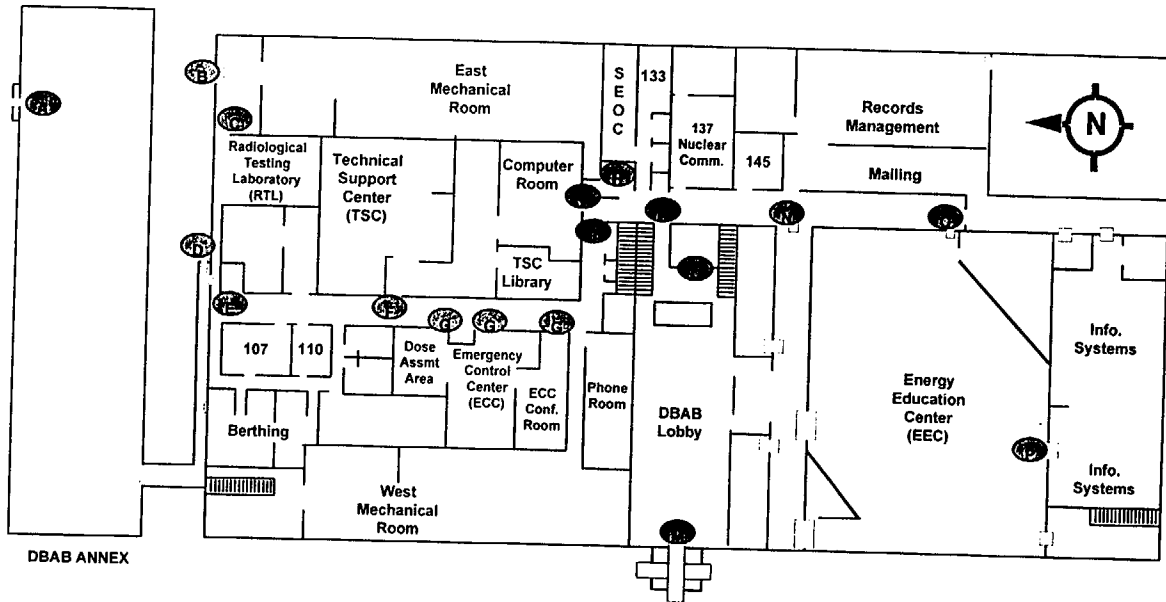 East
Mechanical
Room
S
E
O
C
133
137
Nuclear
Comm.
145
Records
Management
Mailing
N
A
B
C
Radiological
Testing
Laboratory
(RTL)
Technical
Support
Center
(TSC)
Computer
Room
TSC
Library
D
E
F
G
G
G
N
107
110
Dose
Assmt
Area
Emergency
Control
Center
(ECC)
ECC
Conf.
Room
Phone
Room
DBAB
Lobby
Energy
Education
Center
(EEC)
Info.
Systems
Info.
Systems
P
Berthing
West
Mechanical
Room
DBAB ANNEX